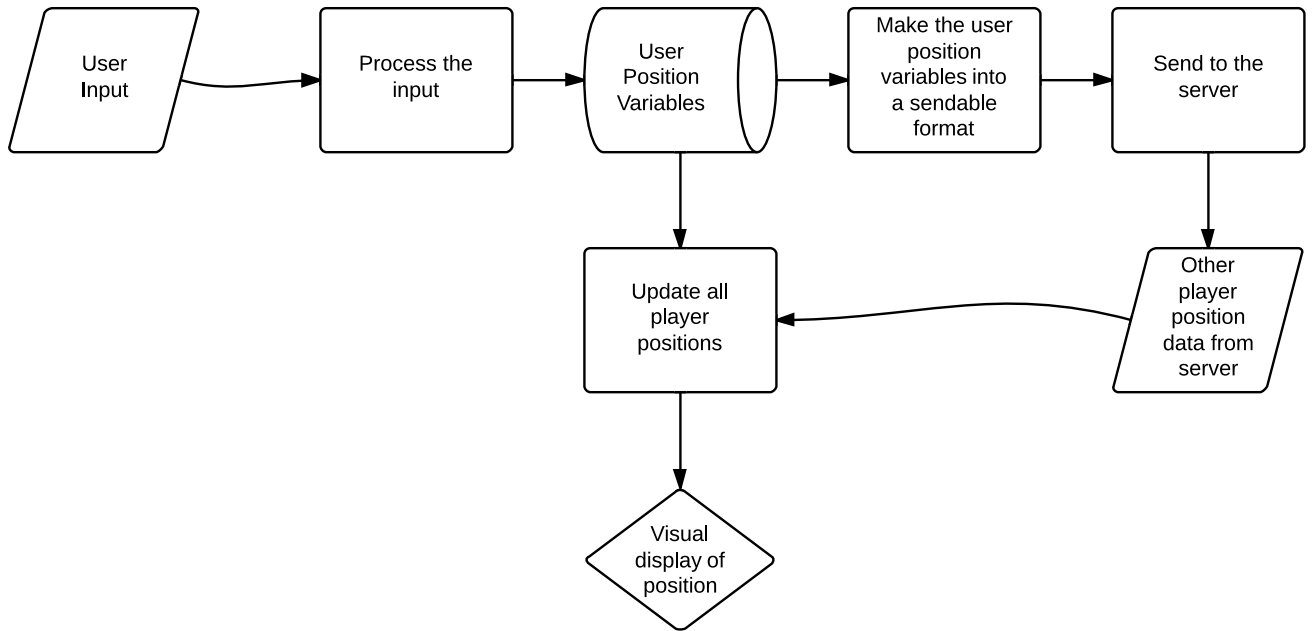 User
Input
Process the
input
User
Position
Variables
Make the user
position
variables into
a sendable
format
Send to the
server
Update all
player
positions
Other
player
position
data from
server
Visual
display of
position